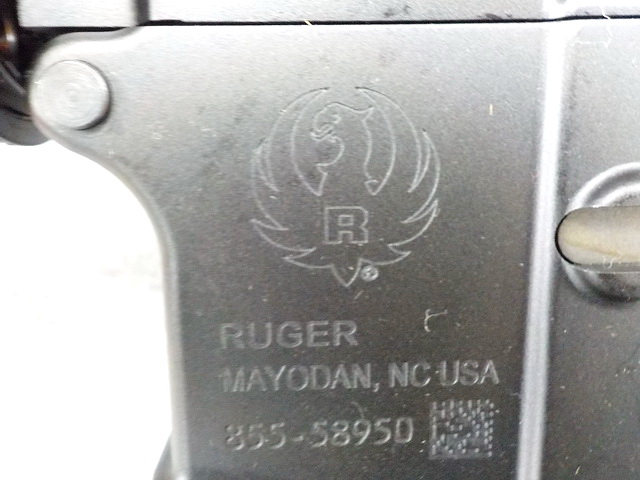 R
®
RUGER
MAYODAN, NC USA
855-58950